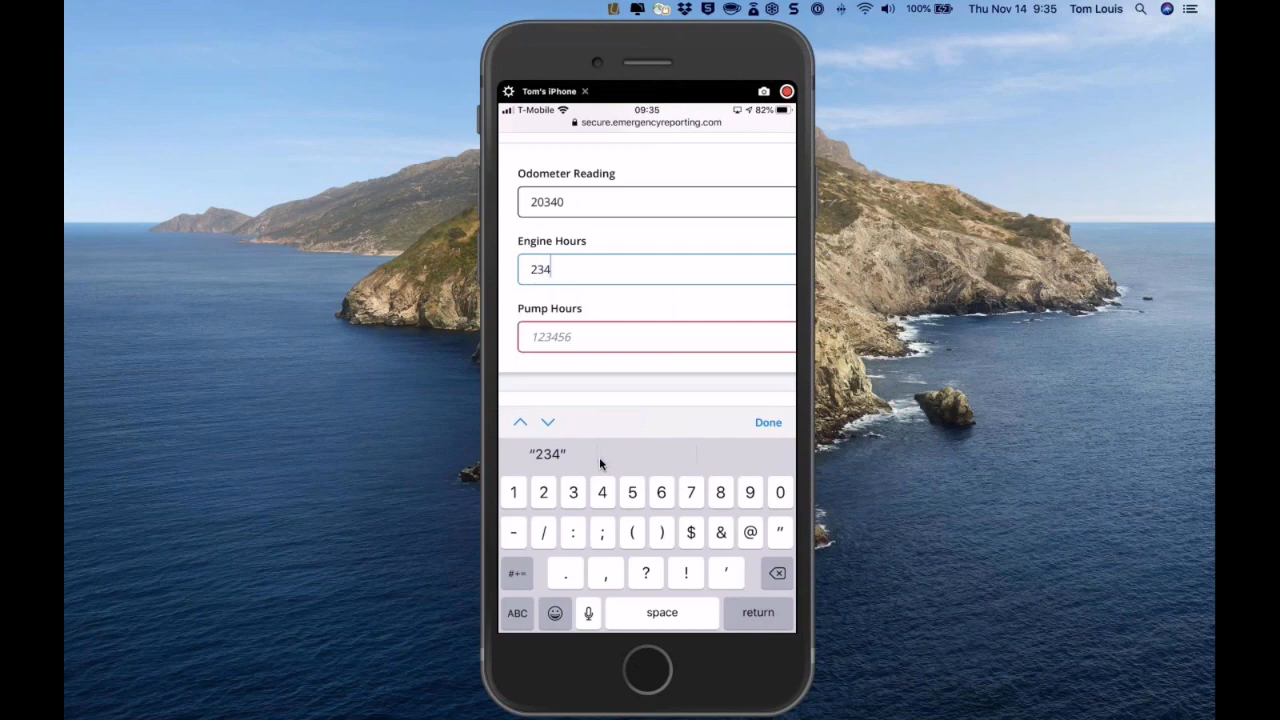 100% Thu Nov 14 9:35 Tom Louis
Tom's iPhone
T-Mobile 09:35 82%
secure.emergencyreporting.com
Odometer Reading
20340
Engine Hours
234
Pump Hours
123456
Done
"234"
1 2 3 4 5 6 7 8 9 0
- / : ; ( ) $ & @ "
#+= . , ? ! '
ABC space return